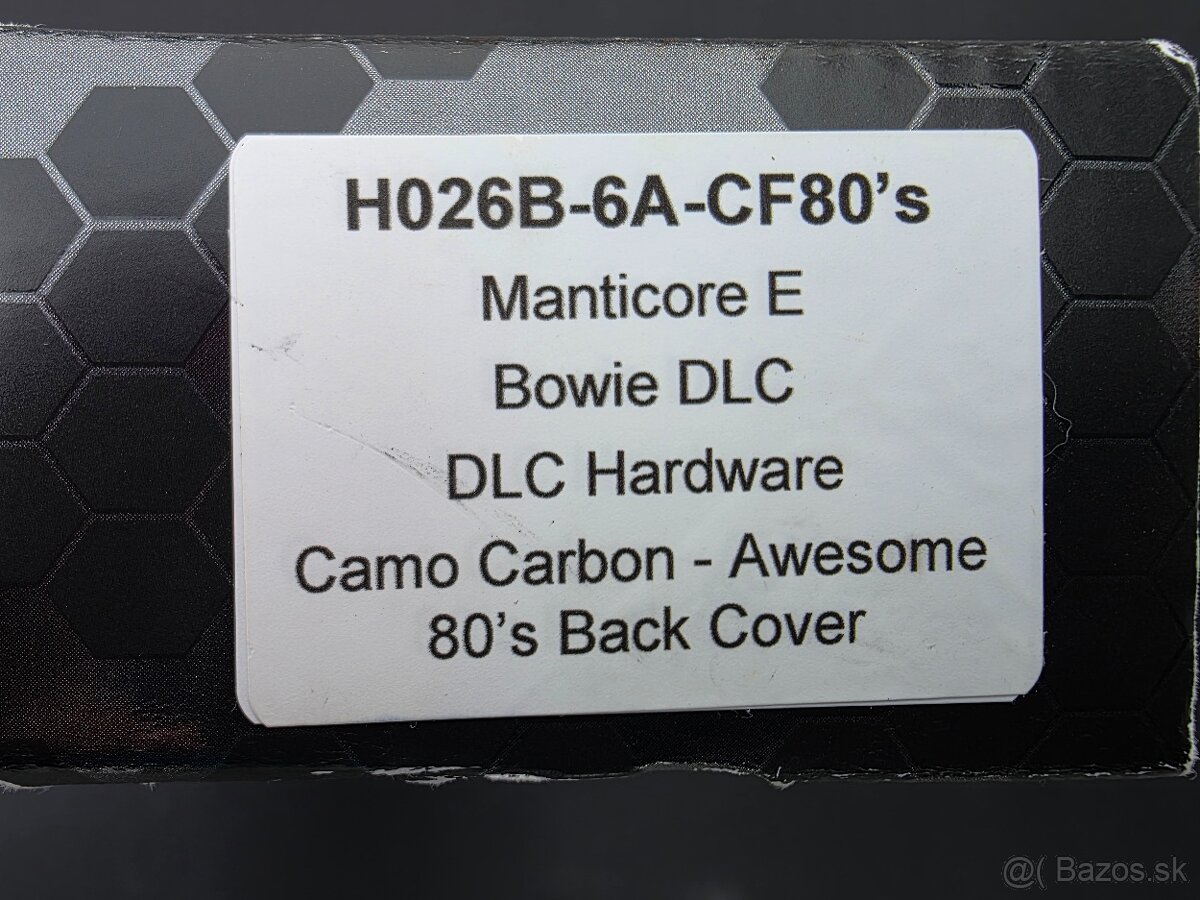 H026B-6A-CF80’s
Manticore E
Bowie DLC
DLC Hardware
Camo Carbon - Awesome
80’s Back Cover
@( Bazos.sk